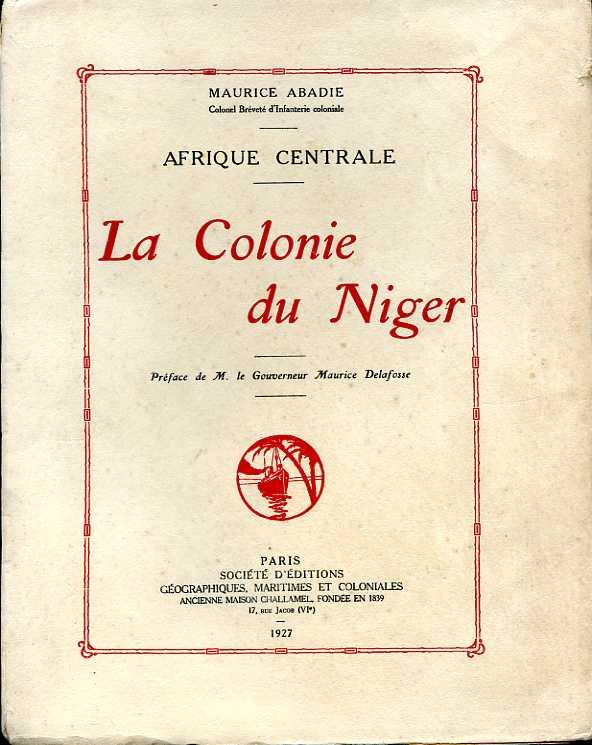 MAURICE ABADIE
Colonel Bréveté d'Infanterie coloniale
AFRIQUE CENTRALE
La Colonie
du Niger
Préface de M. le Gouverneur Maurice Delafosse
PARIS
SOCIÉTÉ D'ÉDITIONS
GÉOGRAPHIQUES, MARITIMES ET COLONIALES
ANCIENNE MAISON CHALLAMEL, FONDÉE EN 1839
17, RUE JACOB (VIe)
1927